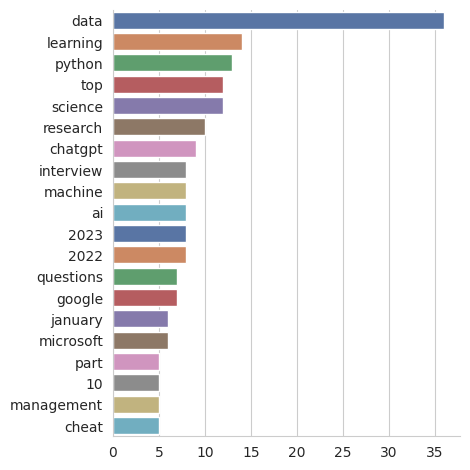 data
learning
python
top
science
research
chatgpt
interview
machine
ai
2023
2022
questions
google
january
microsoft
part
10
management
cheat
0 5 10 15 20 25 30 35